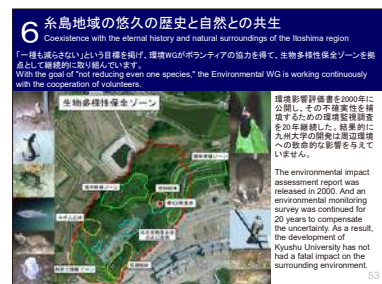 6 糸島地域の悠久の歴史と自然との共生
Coexistence with the eternal history and natural surroundings of the Itoshima region
「一種も減らさない」という目標を掲げ、環境WGがボランティアの協力を得て、生物多様性保全ゾーンを拠
点として継続的に取り組んでいます。
With the goal of "not reducing even one species," the Environmental WG is working continuously
with the cooperation of volunteers.
生物多様性保全ゾーン
環境影響評価書を2000年に
公開し、その不確実性を補
填するための環境監視調査
を20年継続した。結果的に
九州大学の開発は周辺環境
への致命的な影響を与えて
いません。
The environmental impact
assessment report was
released in 2000. And an
environmental monitoring
survey was continued for
20 years to compensate
the uncertainty. As a result,
the development of
Kyushu University has not
had a fatal impact on the
surrounding environment.
53